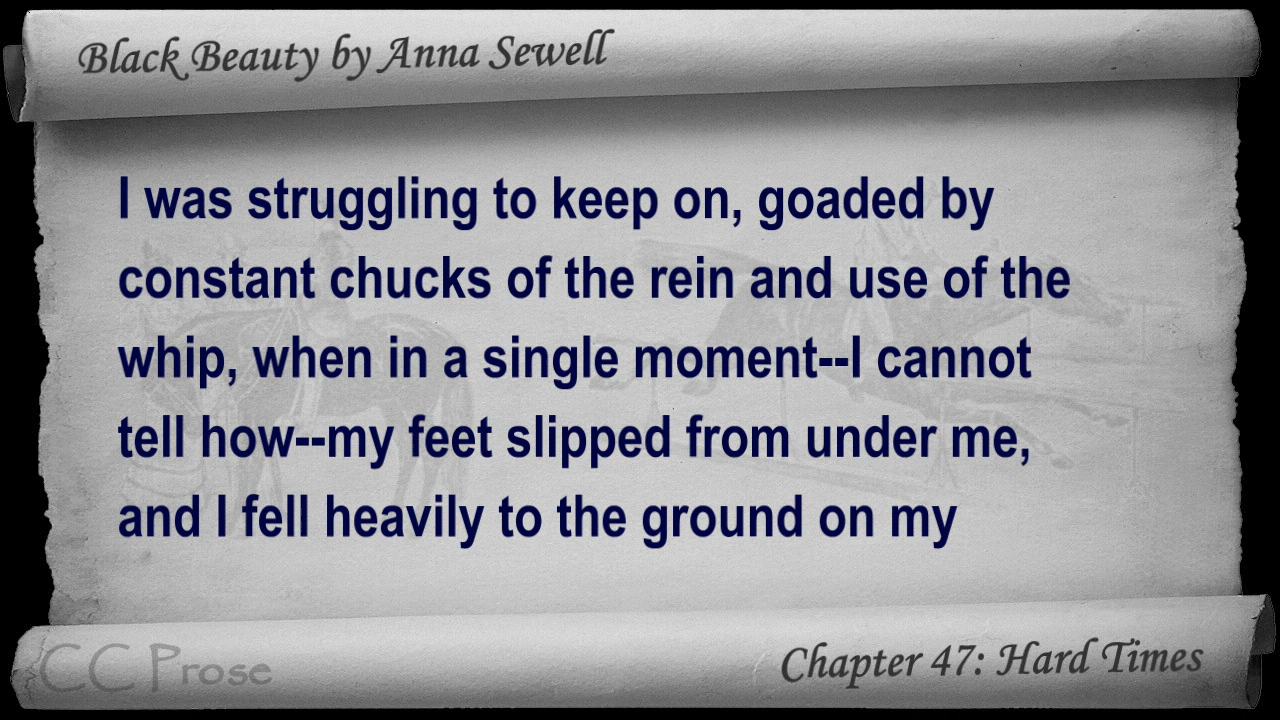 Black Beauty by Anna Sewell
I was struggling to keep on, goaded by
constant chucks of the rein and use of the
whip, when in a single moment--I cannot
tell how--my feet slipped from under me,
and I fell heavily to the ground on my
CC Prose
Chapter 47: Hard Times